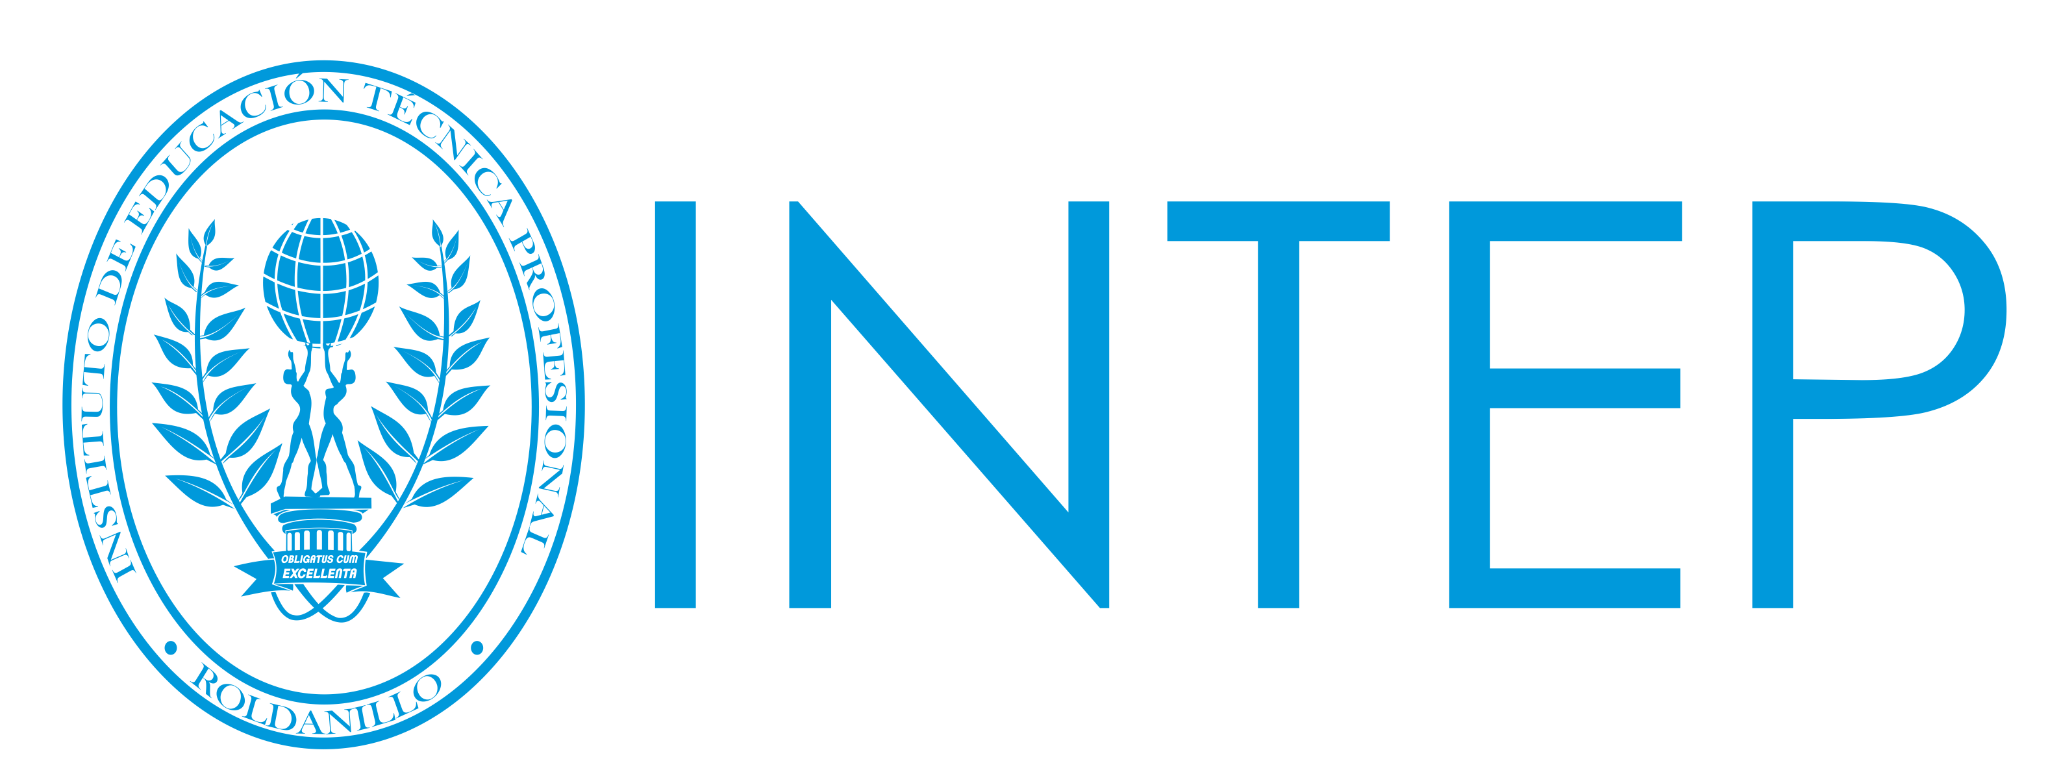 INSTITUTO DE EDUCACIÓN TÉCNICA PROFESIONAL
OBLIGATUS CUM
EXCELLENTA
• ROLDANILLO •
INTEP